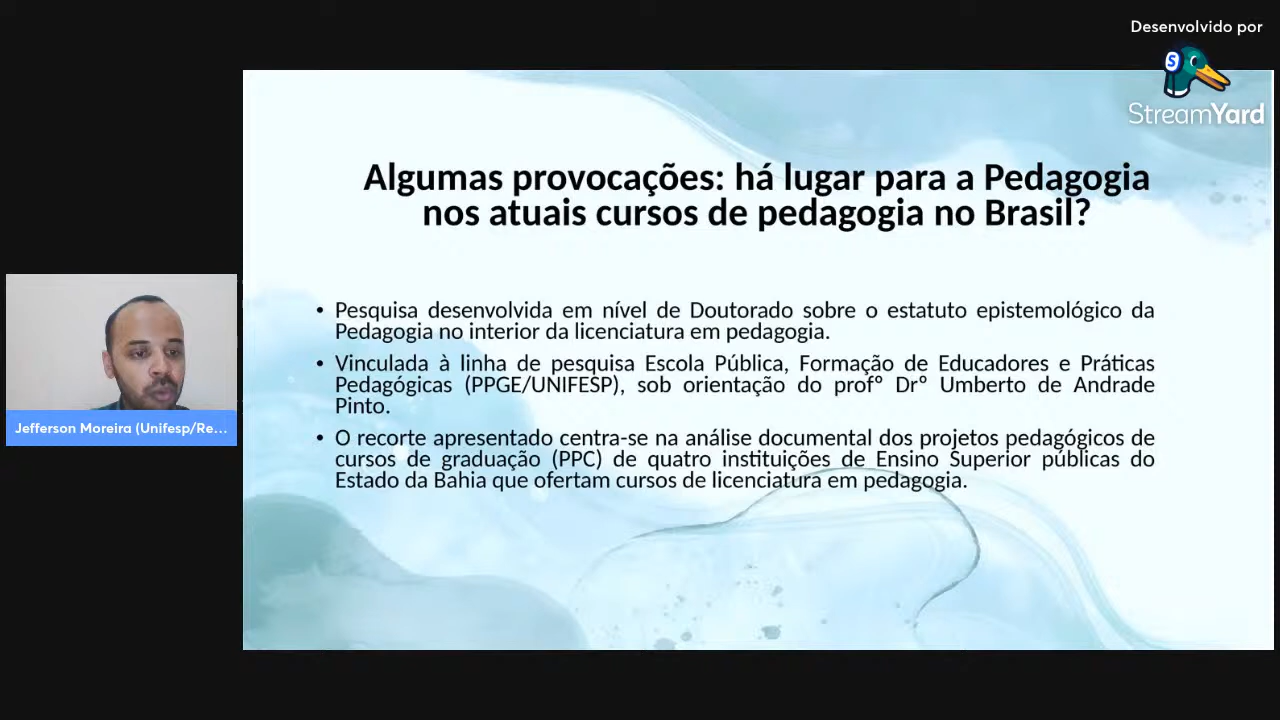 Desenvolvido por
StreamYard
Algumas provocações: há lugar para a Pedagogia
nos atuais cursos de pedagogia no Brasil?
• Pesquisa desenvolvida em nível de Doutorado sobre o estatuto epistemológico da
Pedagogia no interior da licenciatura em pedagogia.
• Vinculada à linha de pesquisa Escola Pública, Formação de Educadores e Práticas
Pedagógicas (PPGE/UNIFESP), sob orientação do profº Drº Umberto de Andrade
Pinto.
• O recorte apresentado centra-se na análise documental dos projetos pedagógicos de
cursos de graduação (PPC) de quatro instituições de Ensino Superior públicas do
Estado da Bahia que ofertam cursos de licenciatura em pedagogia.
Jefferson Moreira (Unifesp/Re...